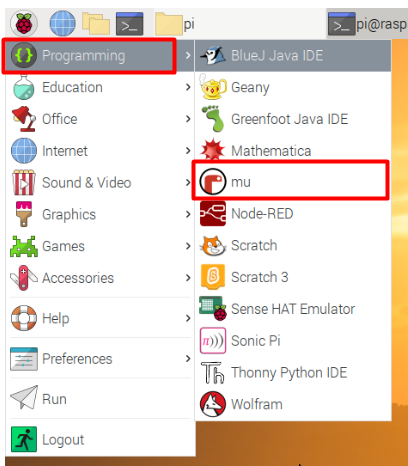 pi
pi@rasp
Programming
Education
Office
Internet
Sound & Video
Graphics
Games
Accessories
Help
Preferences
Run
Logout
BlueJ Java IDE
Geany
Greenfoot Java IDE
Mathematica
mu
Node-RED
Scratch
Scratch 3
Sense HAT Emulator
Sonic Pi
Thonny Python IDE
Wolfram